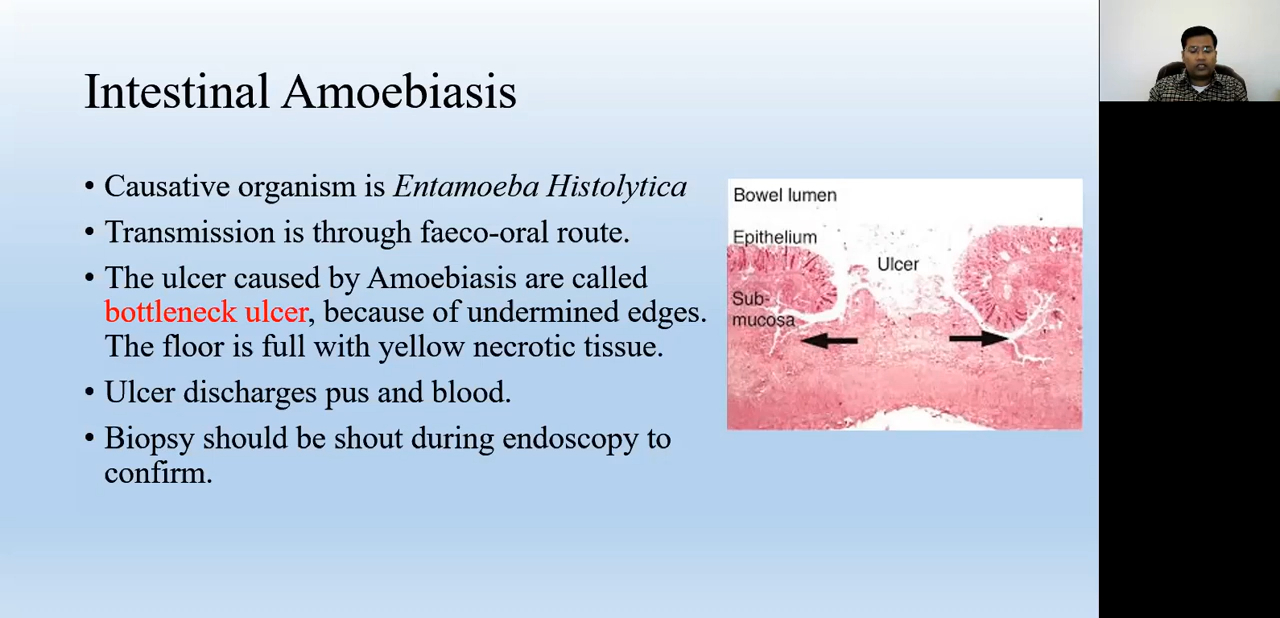 Intestinal Amoebiasis
• Causative organism is Entamoeba Histolytica
• Transmission is through faeco-oral route.
• The ulcer caused by Amoebiasis are called
bottleneck ulcer, because of undermined edges.
The floor is full with yellow necrotic tissue.
• Ulcer discharges pus and blood.
• Biopsy should be shout during endoscopy to
confirm.
Bowel lumen
Epithelium
Ulcer
Sub-
mucosa